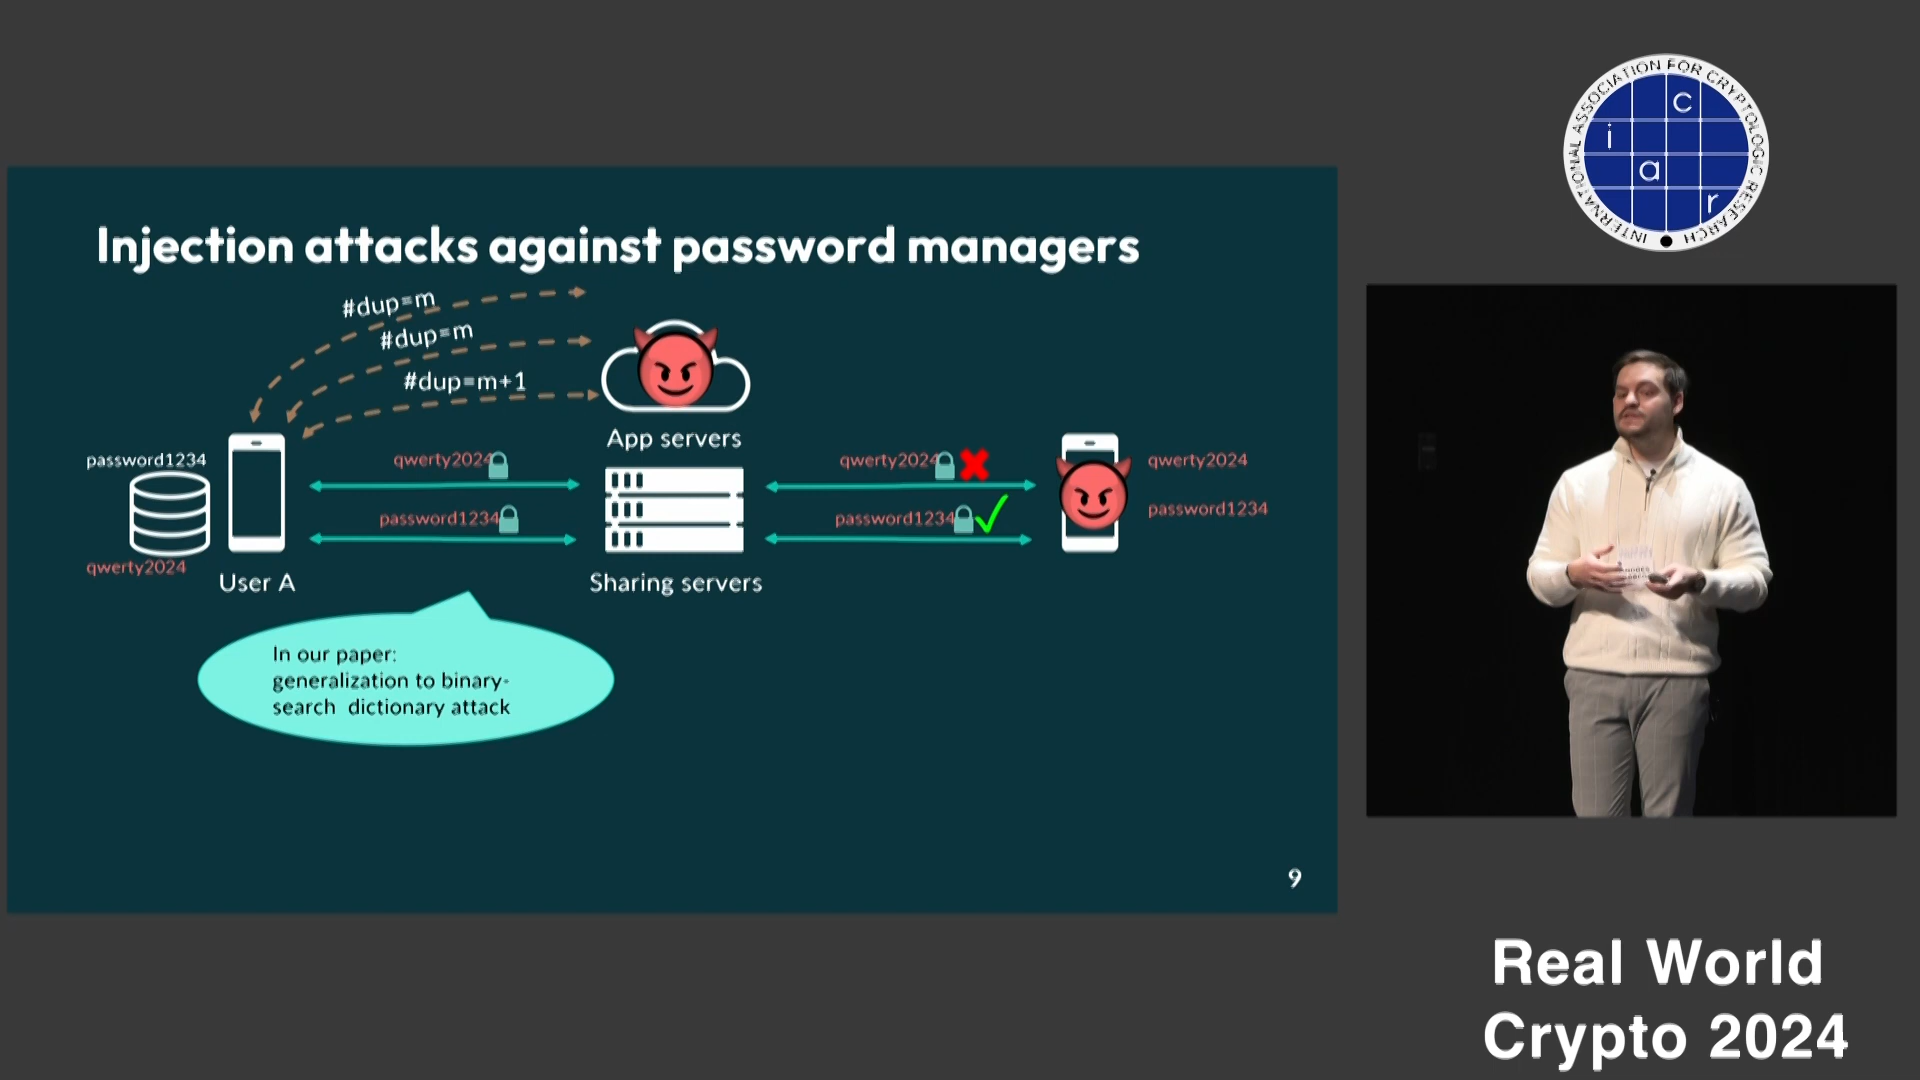 INTERNATIONAL ASSOCIATION FOR CRYPTOLOGIC RESEARCH
c
i
a
r
Injection attacks against password managers
#dup=m
#dup=m
#dup=m+1
App servers
password1234
qwerty2024
qwerty2024
qwerty2024
password1234
password1234
password1234
qwerty2024
User A
Sharing servers
In our paper:
generalization to binary-
search dictionary attack
9
Real World
Crypto 2024